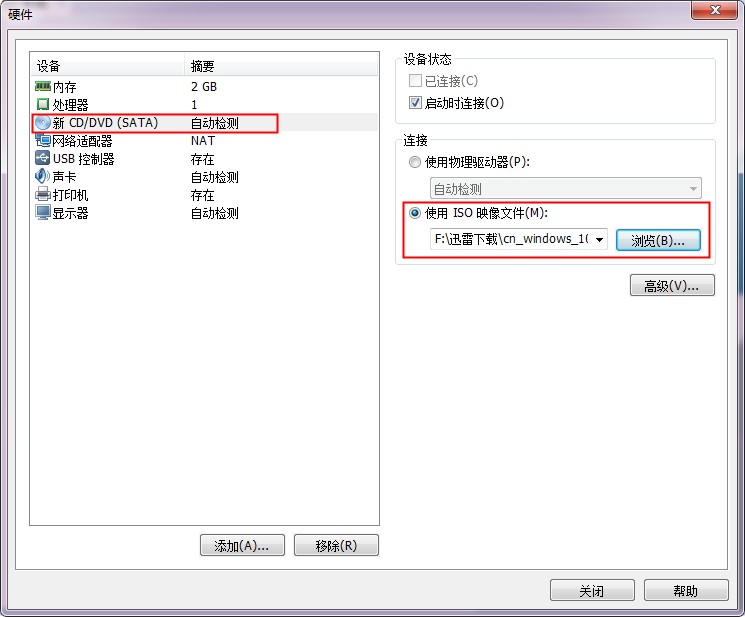 硬件
设备 摘要
内存 2 GB
处理器 1
新 CD/DVD (SATA) 自动检测
网络适配器 NAT
USB 控制器 存在
声卡 自动检测
打印机 存在
显示器 自动检测
添加(A)... 移除(R)
设备状态
已连接(C)
启动时连接(O)
连接
使用物理驱动器(P):
自动检测
使用 ISO 映像文件(M):
F:\迅雷下载\cn_windows_10 浏览(B)...
高级(V)...
关闭 帮助